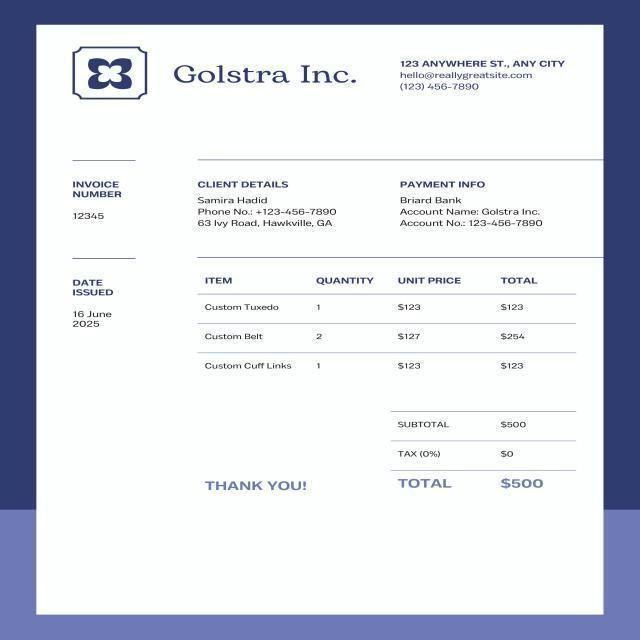 Golstra Inc.
123 ANYWHERE ST., ANY CITY
hello@reallygreatsite.com
(123) 456-7890
INVOICE
NUMBER
12345
CLIENT DETAILS
Samira Hadid
Phone No.: +123-456-7890
63 Ivy Road, Hawkville, GA
PAYMENT INFO
Briard Bank
Account Name: Golstra Inc.
Account No.: 123-456-7890
DATE
ISSUED
16 June
2025
ITEM QUANTITY UNIT PRICE TOTAL
Custom Tuxedo 1 $123 $123
Custom Belt 2 $127 $254
Custom Cuff Links 1 $123 $123
SUBTOTAL $500
TAX (0%) $0
THANK YOU! TOTAL $500